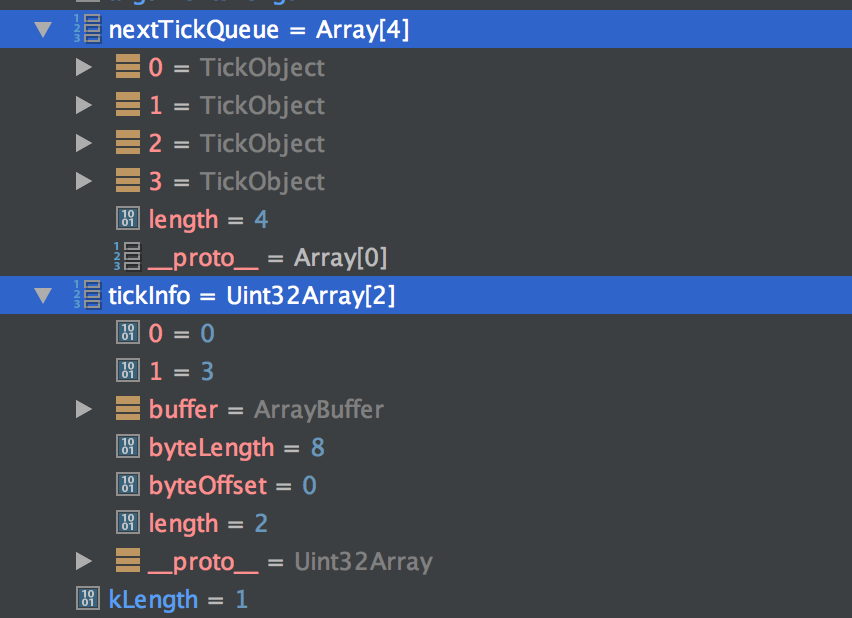 nextTickQueue = Array[4]
0 = TickObject
1 = TickObject
2 = TickObject
3 = TickObject
length = 4
__proto__ = Array[0]
tickInfo = Uint32Array[2]
0 = 0
1 = 3
buffer = ArrayBuffer
byteLength = 8
byteOffset = 0
length = 2
__proto__ = Uint32Array
kLength = 1